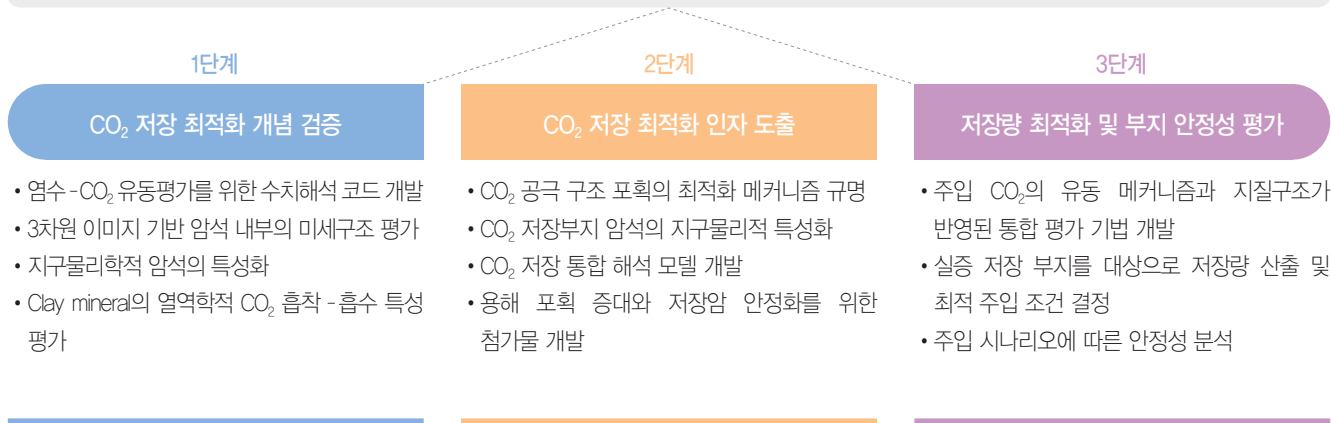 1단계
CO₂ 저장 최적화 개념 검증
• 염수 - CO₂ 유동평가를 위한 수치해석 코드 개발
• 3차원 이미지 기반 암석 내부의 미세구조 평가
• 지구물리학적 암석의 특성화
• Clay mineral의 열역학적 CO₂ 흡착 - 흡수 특성
평가
2단계
CO₂ 저장 최적화 인자 도출
• CO₂ 공극 구조 포획의 최적화 메커니즘 규명
• CO₂ 저장부지 암석의 지구물리적 특성화
• CO₂ 저장 통합 해석 모델 개발
• 용해 포획 증대와 저장암 안정화를 위한
첨가물 개발
3단계
저장량 최적화 및 부지 안정성 평가
• 주입 CO₂의 유동 메커니즘과 지질구조가
반영된 통합 평가 기법 개발
• 실증 저장 부지를 대상으로 저장량 산출 및
최적 주입 조건 결정
• 주입 시나리오에 따른 안정성 분석